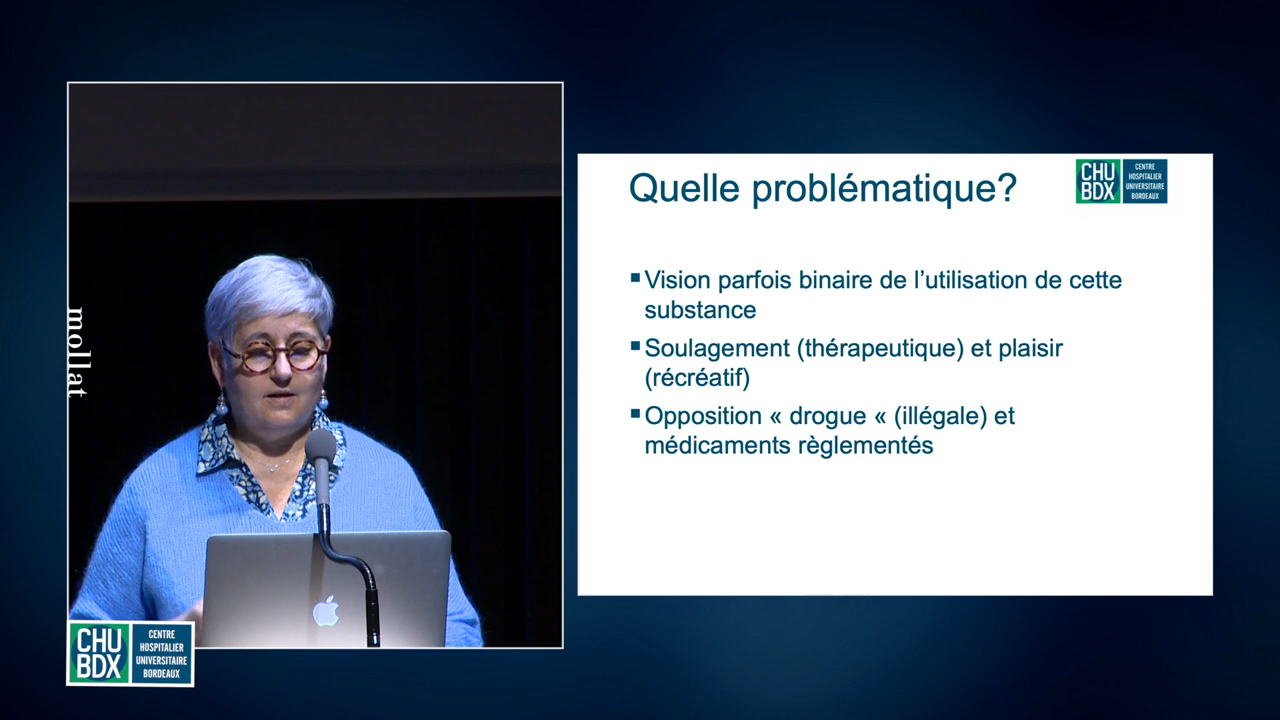 mollat
CHU
BDX
CENTRE
HOSPITALIER
UNIVERSITAIRE
BORDEAUX
Quelle problématique?
CHU
BDX
CENTRE
HOSPITALIER
UNIVERSITAIRE
BORDEAUX
▪Vision parfois binaire de l’utilisation de cette
substance
▪Soulagement (thérapeutique) et plaisir
(récréatif)
▪Opposition « drogue « (illégale) et
médicaments règlementés